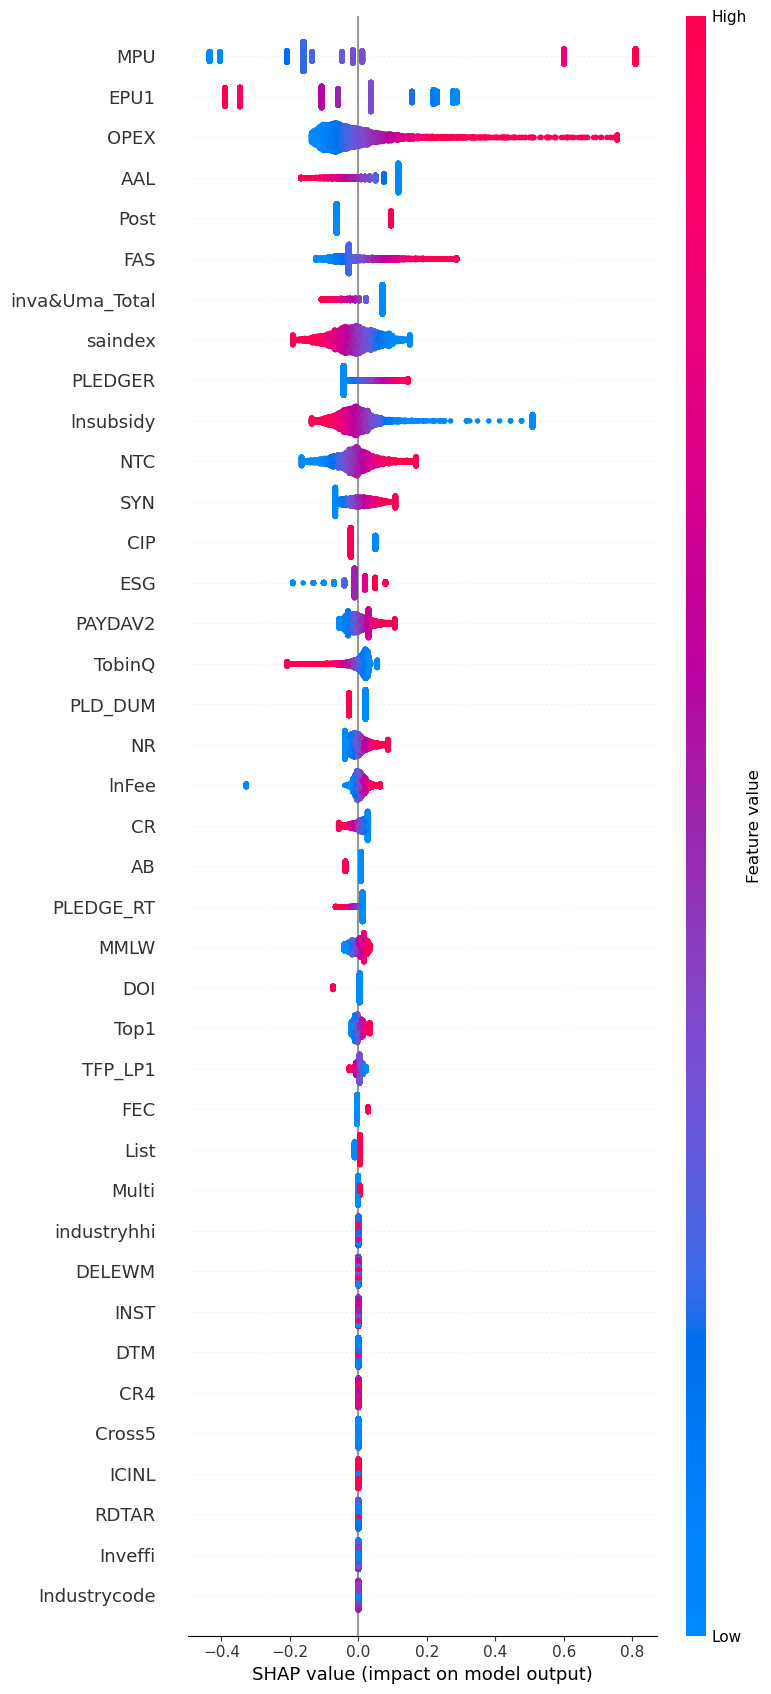 High
MPU
EPU1
OPEX
AAL
Post
FAS
inva&Uma_Total
saindex
PLEDGER
lnsubsidy
NTC
SYN
CIP
ESG
PAYDAV2
TobinQ
PLD_DUM
NR
lnFee
CR
AB
PLEDGE_RT
MMLW
DOI
Top1
TFP_LP1
FEC
List
Multi
industryhhi
DELEWM
INST
DTM
CR4
Cross5
ICINL
RDTAR
Inveffi
Industrycode
Feature value
Low
−0.4 −0.2 0.0 0.2 0.4 0.6 0.8
SHAP value (impact on model output)